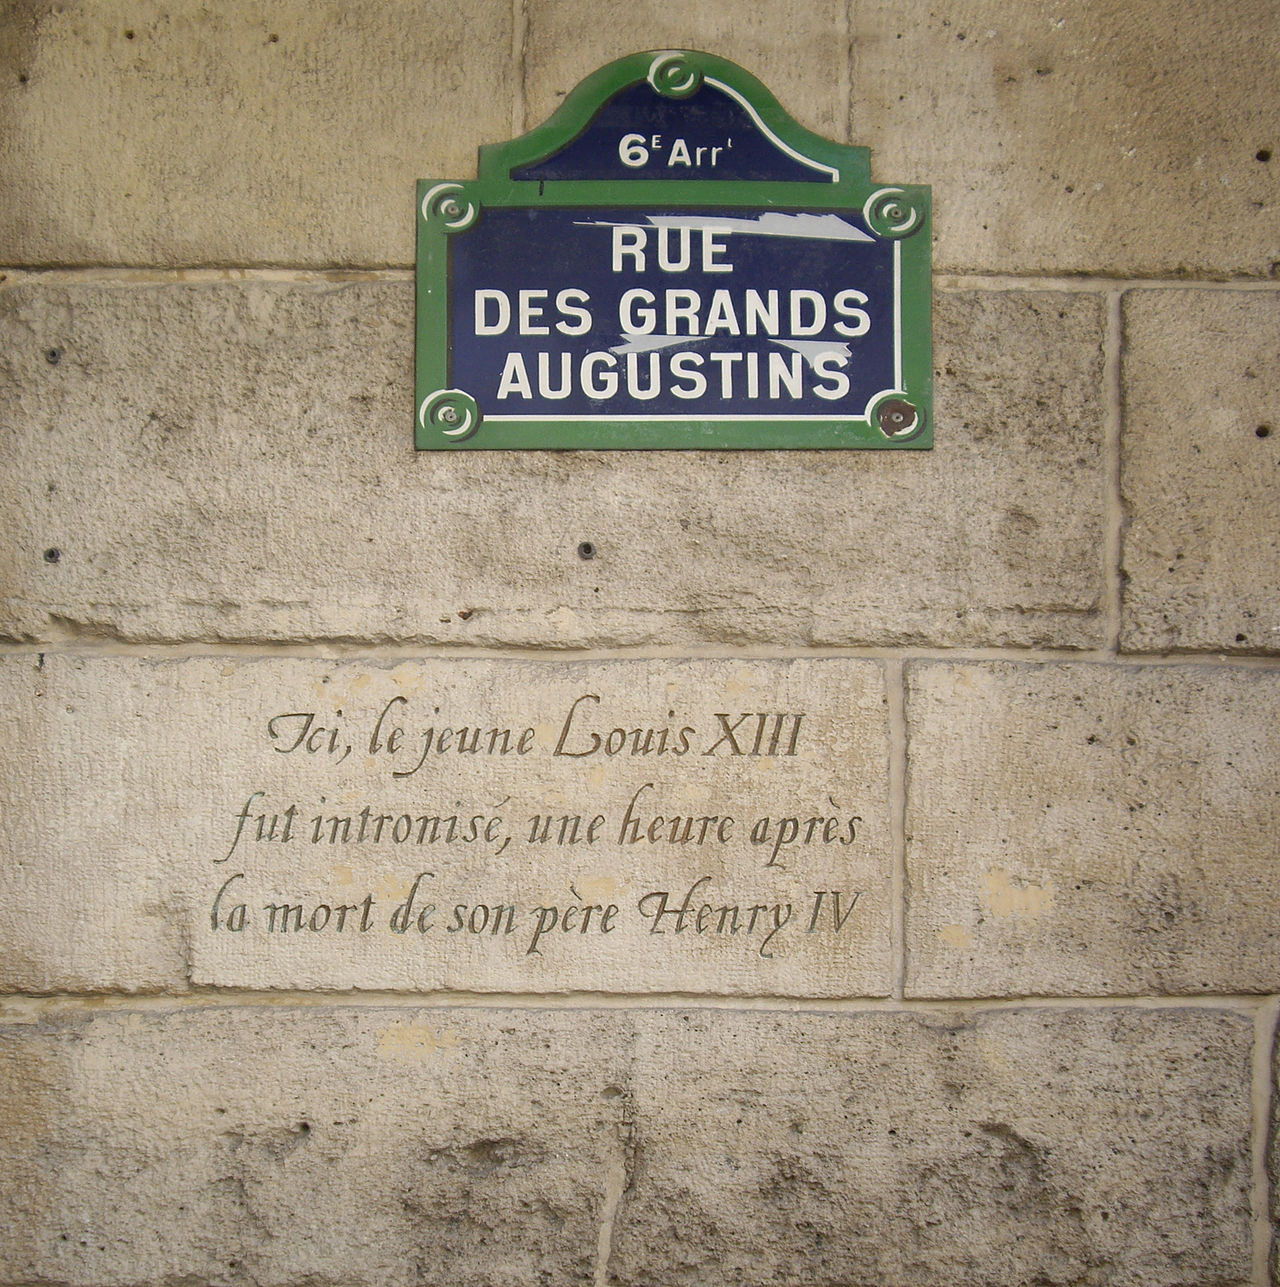 6E Arrt
RUE
DES GRANDS
AUGUSTINS
Ici, le jeune Louis XIII
fut intronisé, une heure après
la mort de son père Henry IV